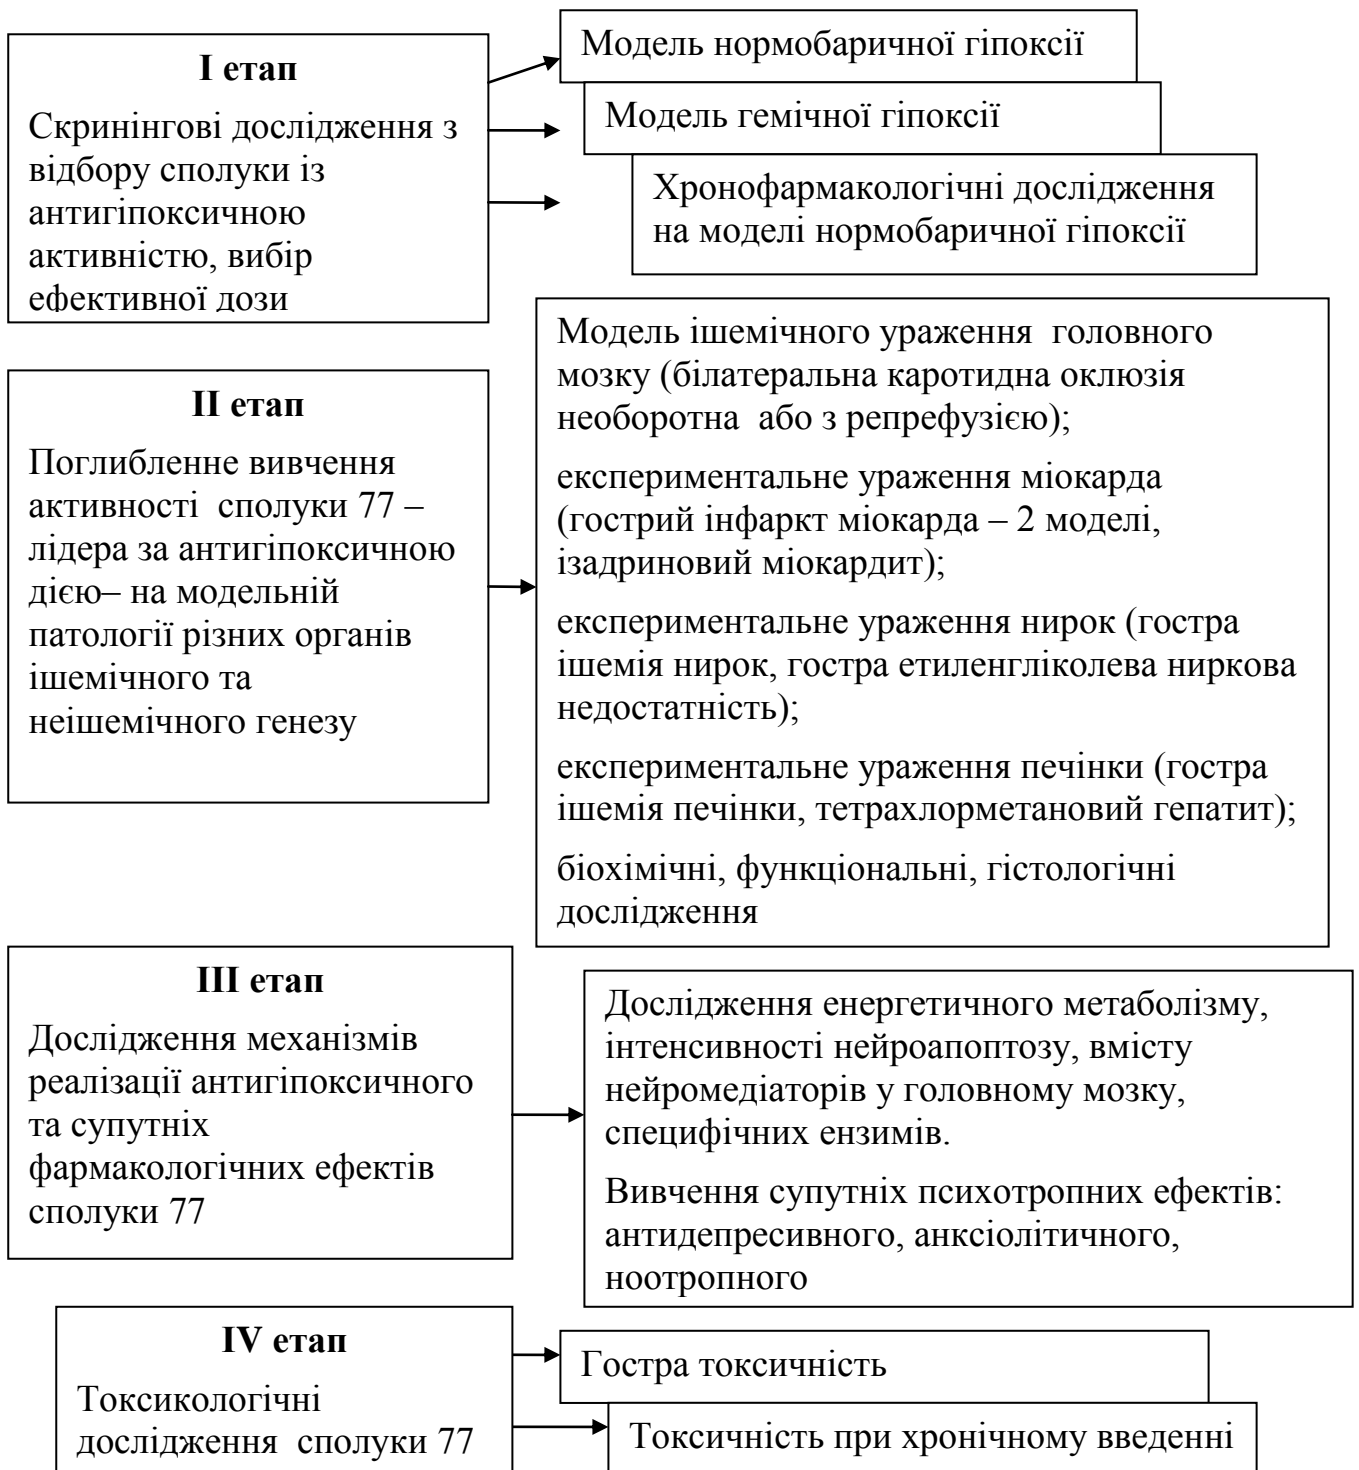 I етап
Скринінгові дослідження з
відбору сполуки із
антигіпоксичною
активністю, вибір
ефективної дози
Модель нормобаричної гіпоксії
Модель гемічної гіпоксії
Хронофармакологічні дослідження
на моделі нормобаричної гіпоксії
II етап
Поглибленне вивчення
активності сполуки 77 –
лідера за антигіпоксичною
дією– на модельній
патології різних органів
ішемічного та
неішемічного генезу
Модель ішемічного ураження головного
мозку (білатеральна каротидна оклюзія
необоротна або з репрефузією);
експериментальне ураження міокарда
(гострий інфаркт міокарда – 2 моделі,
ізадриновий міокардит);
експериментальне ураження нирок (гостра
ішемія нирок, гостра етиленгліколева ниркова
недостатність);
експериментальне ураження печінки (гостра
ішемія печінки, тетрахлорметановий гепатит);
біохімічні, функціональні, гістологічні
дослідження
III етап
Дослідження механізмів
реалізації антигіпоксичного
та супутніх
фармакологічних ефектів
сполуки 77
Дослідження енергетичного метаболізму,
інтенсивності нейроапоптозу, вмісту
нейромедіаторів у головному мозку,
специфічних ензимів.
Вивчення супутніх психотропних ефектів:
антидепресивного, анксіолітичного,
ноотропного
IV етап
Токсикологічні
дослідження сполуки 77
Гостра токсичність
Токсичність при хронічному введенні